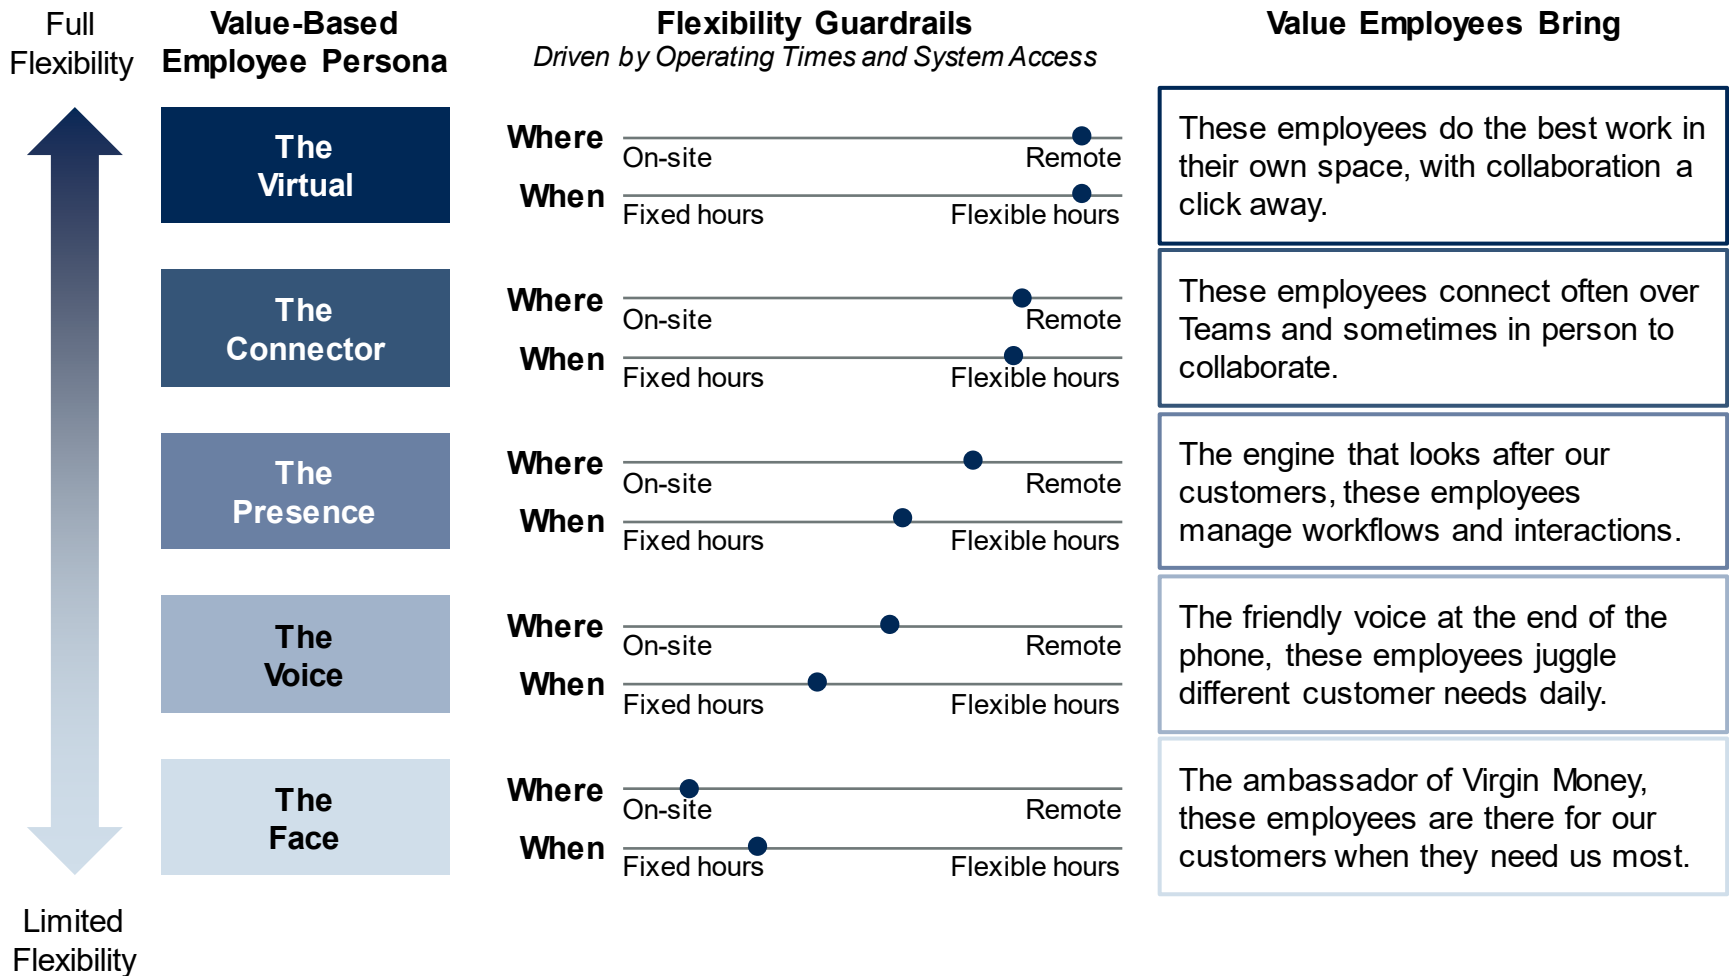 Full
Flexibility
Value-Based
Employee Persona
Flexibility Guardrails
Driven by Operating Times and System Access
Value Employees Bring
The
Virtual
Where
On-site Remote
When
Fixed hours Flexible hours
These employees do the best work in
their own space, with collaboration a
click away.
The
Connector
Where
On-site Remote
When
Fixed hours Flexible hours
These employees connect often over
Teams and sometimes in person to
collaborate.
The
Presence
Where
On-site Remote
When
Fixed hours Flexible hours
The engine that looks after our
customers, these employees
manage workflows and interactions.
The
Voice
Where
On-site Remote
When
Fixed hours Flexible hours
The friendly voice at the end of the
phone, these employees juggle
different customer needs daily.
The
Face
Where
On-site Remote
When
Fixed hours Flexible hours
The ambassador of Virgin Money,
these employees are there for our
customers when they need us most.
Limited
Flexibility